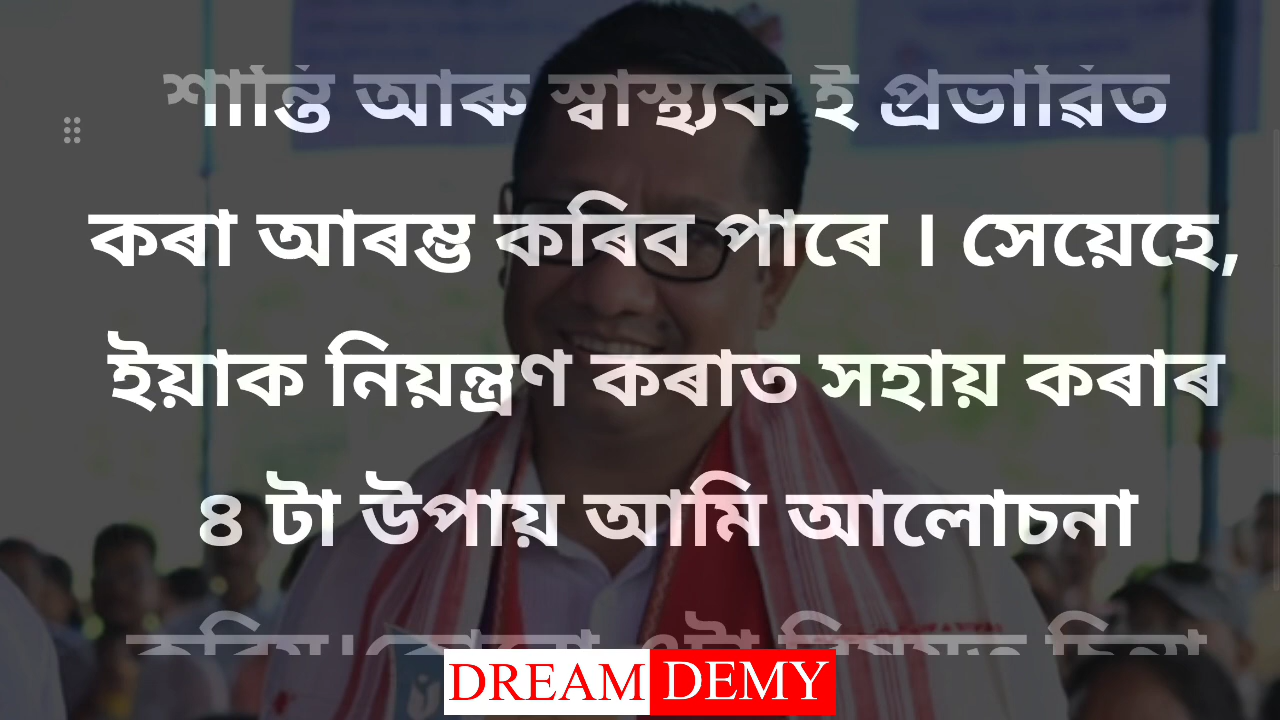 শান্তি আৰু স্বাস্থ্যক ই প্ৰভাৱিত
কৰা আৰম্ভ কৰিব পাৰে । সেয়েহে,
ইয়াক নিয়ন্ত্ৰণ কৰাত সহায় কৰাৰ
৪ টা উপায় আমি আলোচনা
DREAM DEMY